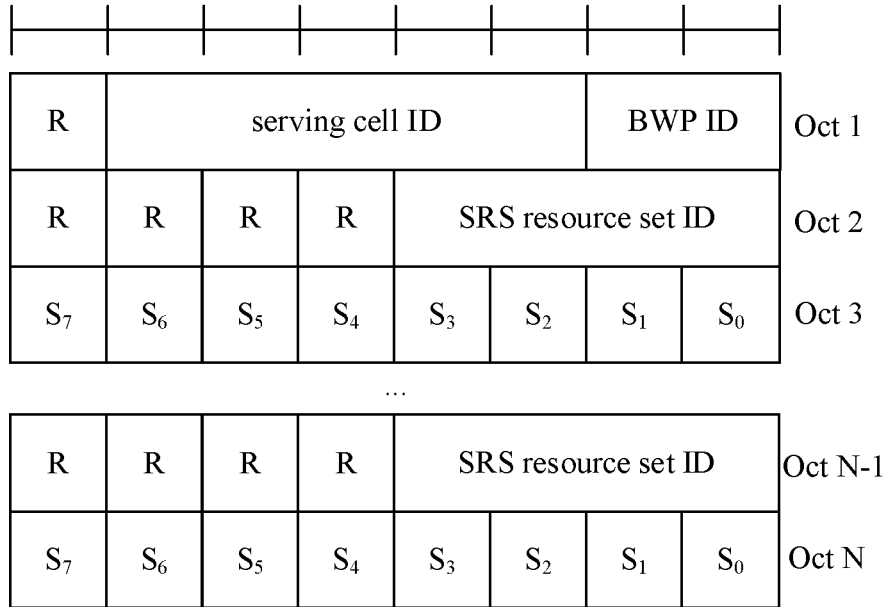 R serving cell ID BWP ID Oct 1
R R R R SRS resource set ID Oct 2
S₇ S₆ S₅ S₄ S₃ S₂ S₁ S₀ Oct 3
...
R R R R SRS resource set ID Oct N-1
S₇ S₆ S₅ S₄ S₃ S₂ S₁ S₀ Oct N